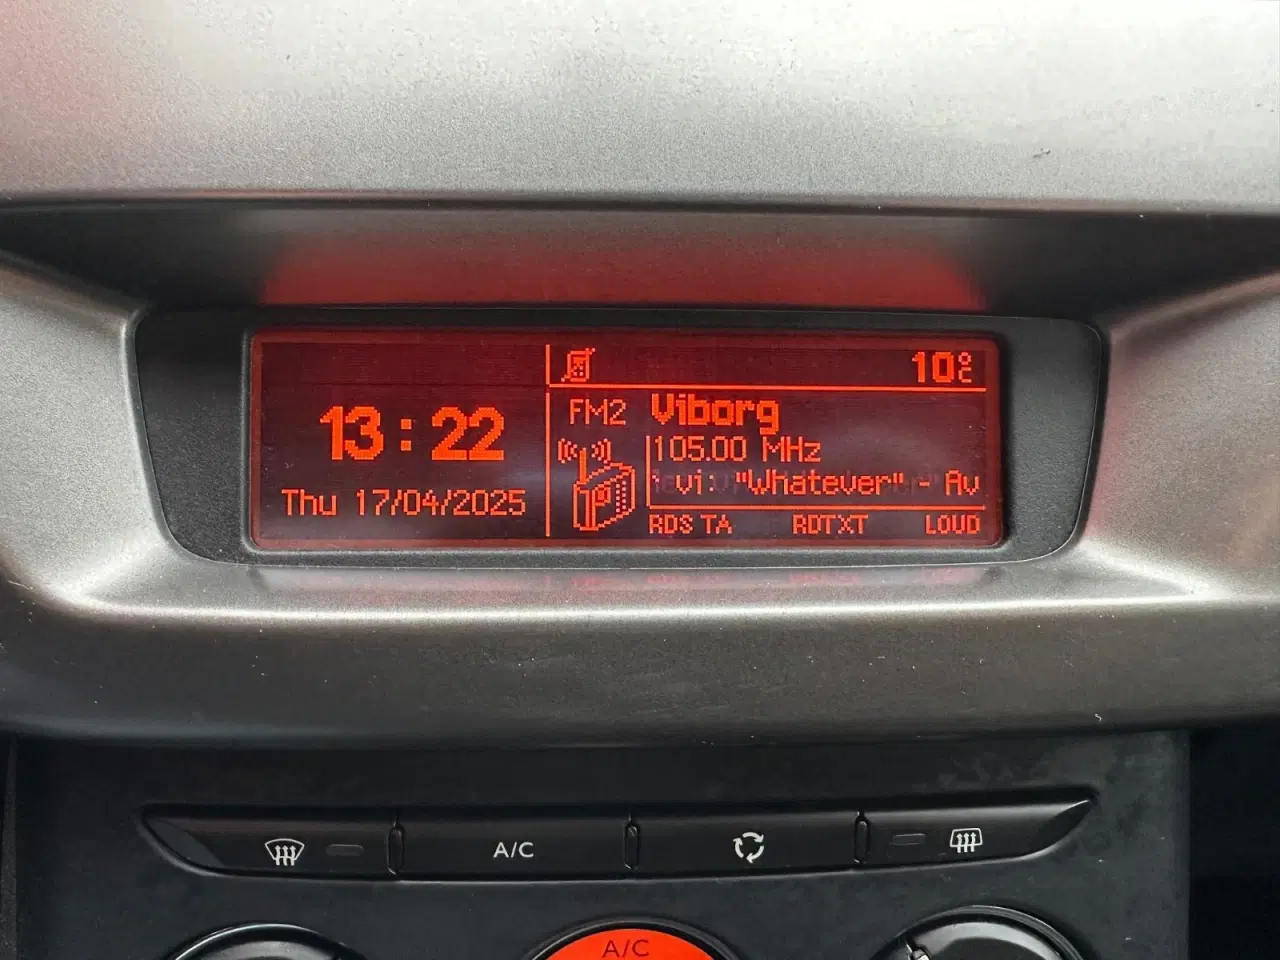 10°C
13:22
Thu 17/04/2025
FM2 Viborg
105.00 MHz
vi: "Whatever" - Av
RDS TA RDTXT LOUD
A/C
A/C